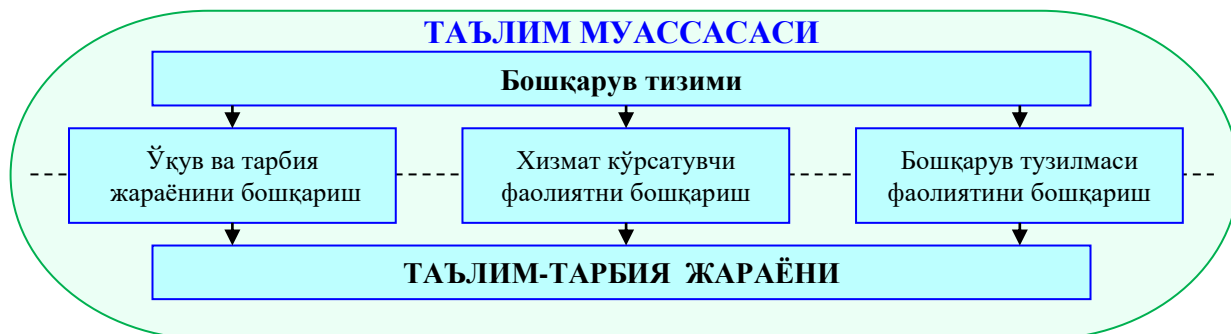 ТАЪЛИМ МУАССАСАСИ
Бошқарув тизими
Ўқув ва тарбия
жараёнини бошқариш
Хизмат кўрсатувчи
фаолиятни бошқариш
Бошқарув тузилмаси
фаолиятини бошқариш
ТАЪЛИМ-ТАРБИЯ ЖАРАЁНИ